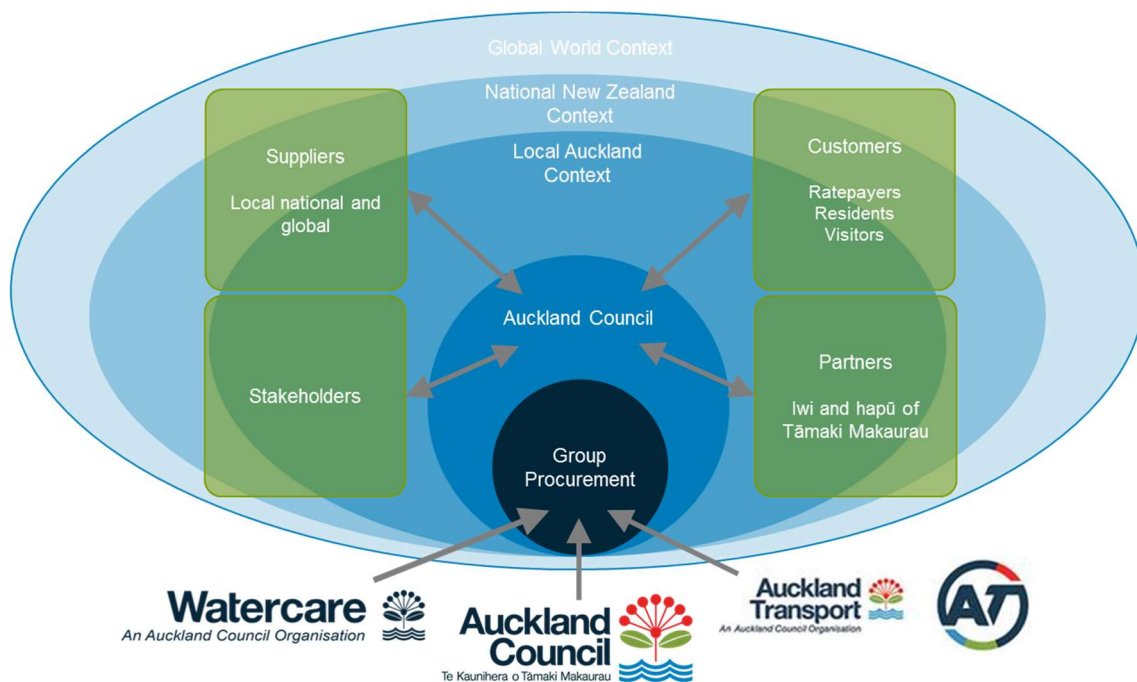 Global World Context
National New Zealand
Context
Local Auckland
Context
Suppliers
Local national and
global
Customers
Ratepayers
Residents
Visitors
Auckland Council
Stakeholders
Partners
Iwi and hapū of
Tāmaki Makaurau
Group
Procurement
Watercare
An Auckland Council Organisation
Auckland
Council
Te Kaunihera o Tāmaki Makaurau
Auckland
Transport
An Auckland Council Organisation
AT